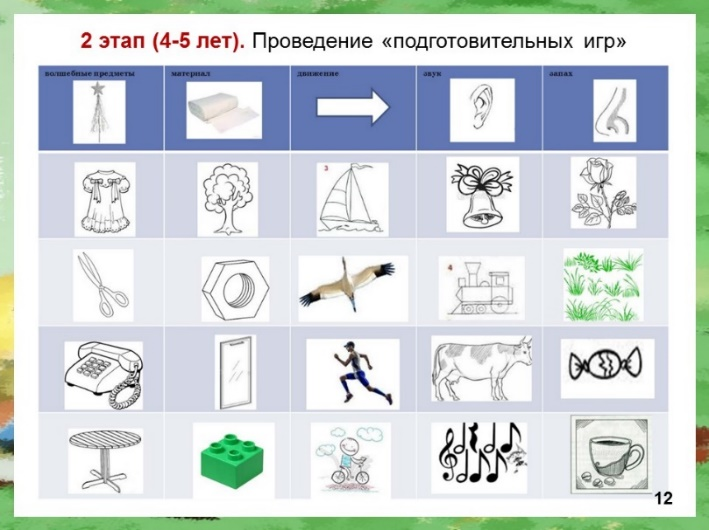 2 этап (4-5 лет). Проведение «подготовительных игр»
волшебные предметы
материал
движение
звук
запах
3
4
12